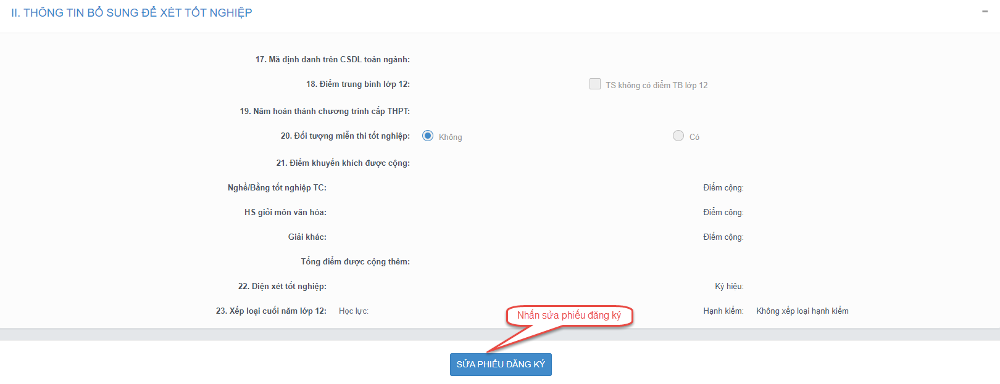 II. THÔNG TIN BỔ SUNG ĐỂ XÉT TỐT NGHIỆP
17. Mã định danh trên CSDL toàn ngành:
18. Điểm trung bình lớp 12: TS không có điểm TB lớp 12
19. Năm hoàn thành chương trình cấp THPT:
20. Đối tượng miễn thi tốt nghiệp: Không Có
21. Điểm khuyến khích được cộng:
Nghề/Bằng tốt nghiệp TC: Điểm cộng:
HS giỏi môn văn hóa: Điểm cộng:
Giải khác: Điểm cộng:
Tổng điểm được cộng thêm:
22. Diện xét tốt nghiệp: Ký hiệu:
23. Xếp loại cuối năm lớp 12: Học lực: Hạnh kiểm: Không xếp loại hạnh kiểm
Nhấn sửa phiếu đăng ký
SỬA PHIẾU ĐĂNG KÝ